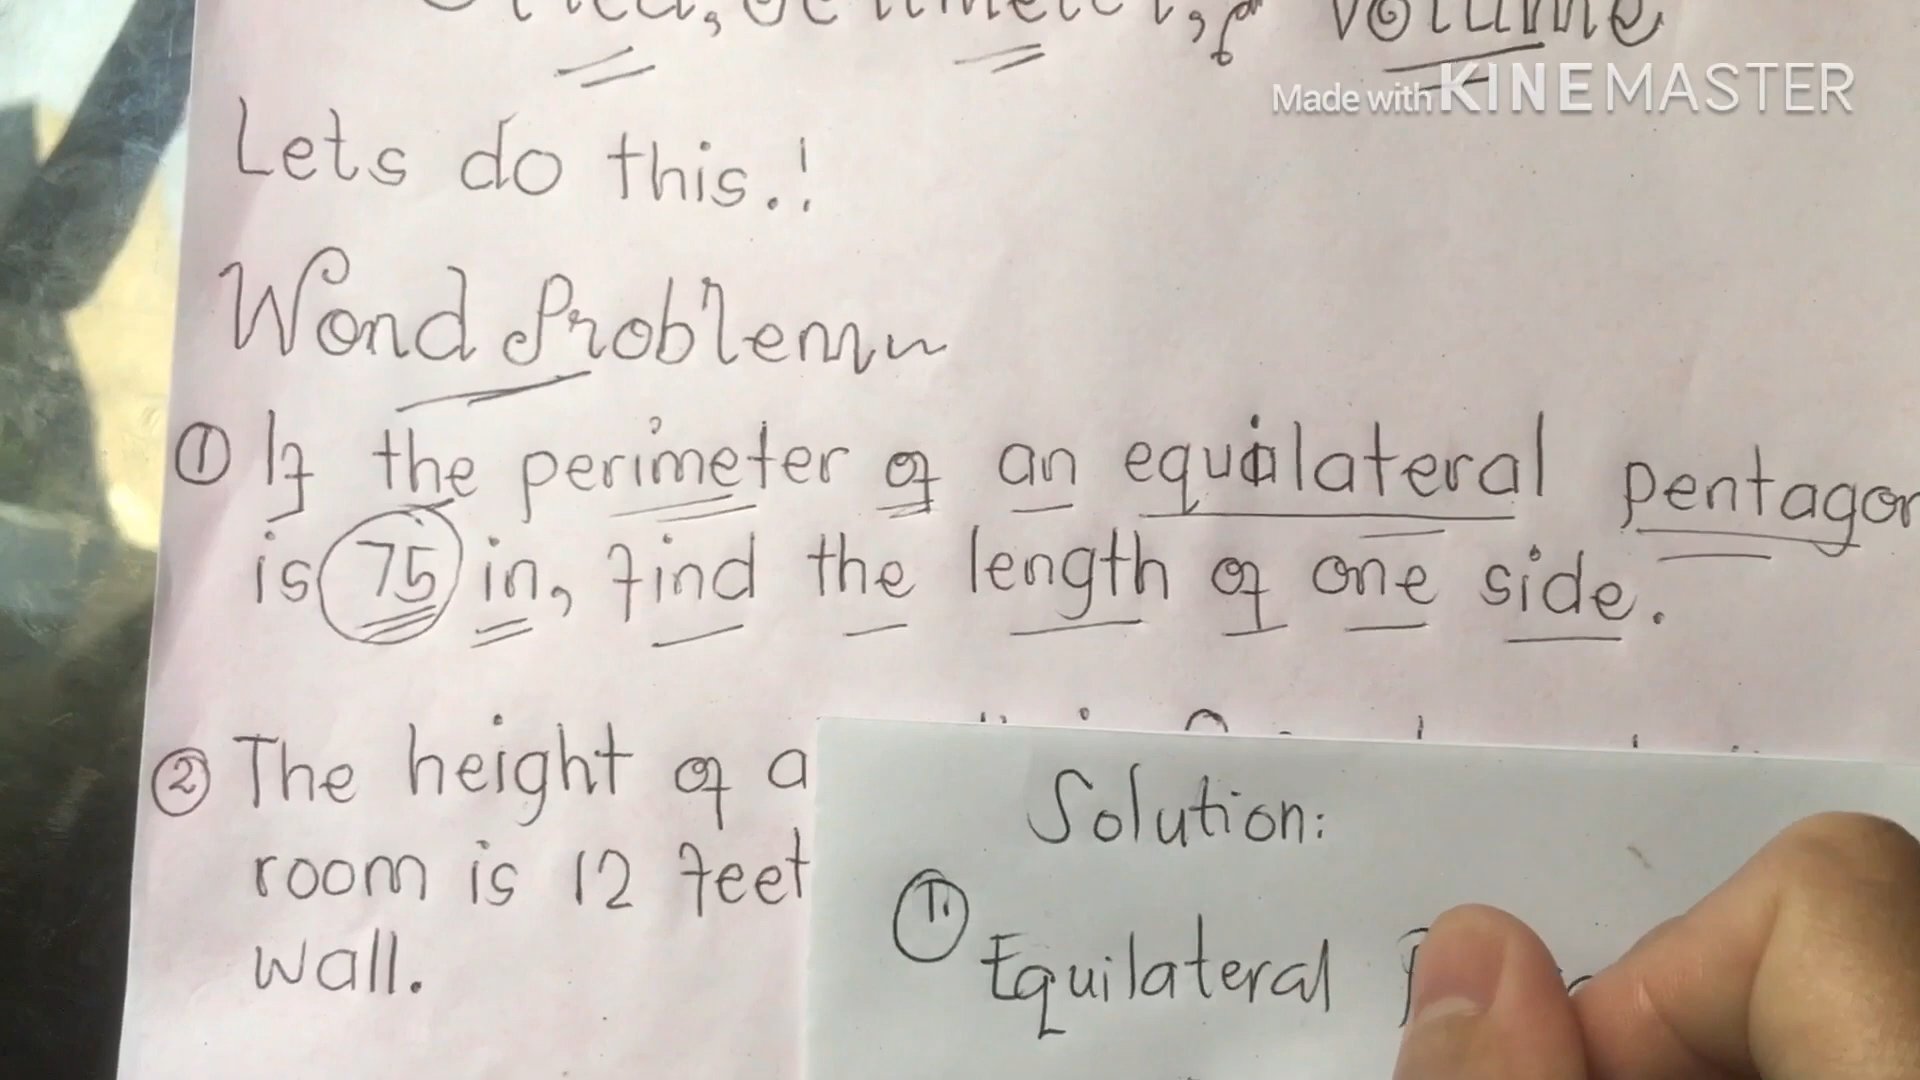 Volume
Made with KINEMASTER
Lets do this.!
Word Problem
① If the perimeter of an equilateral pentagon
is 75 in, find the length of one side.
② The height of a
room is 12 feet
wall.
Solution:
①
Equilateral